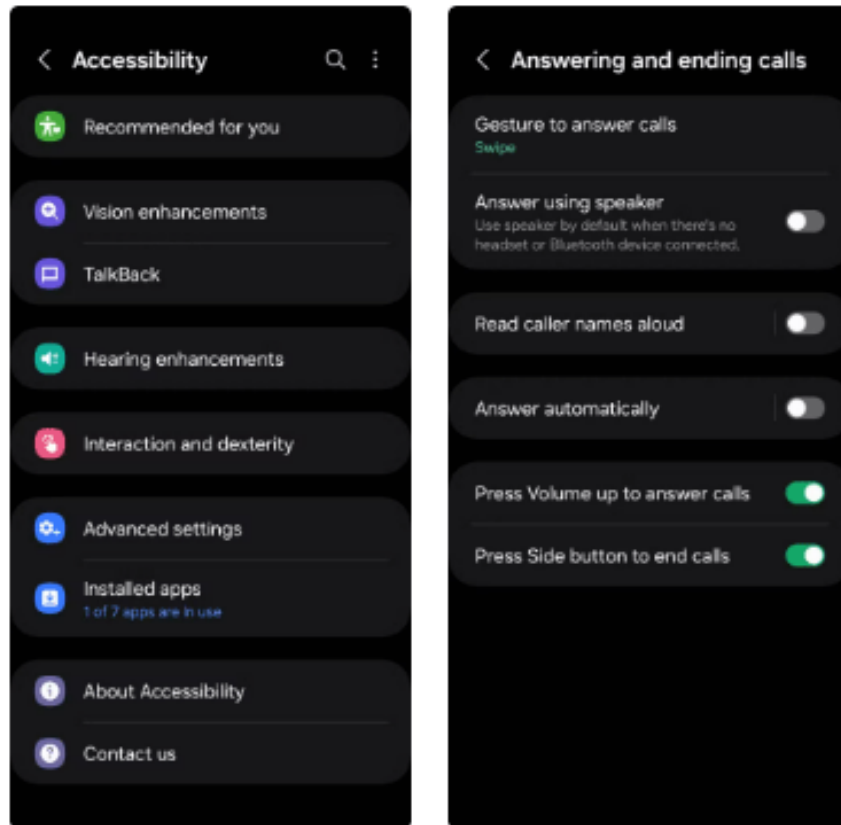 Accessibility
Recommended for you
Vision enhancements
TalkBack
Hearing enhancements
Interaction and dexterity
Advanced settings
Installed apps
1 of 7 apps are in use
About Accessibility
Contact us
Answering and ending calls
Gesture to answer calls
Swipe
Answer using speaker
Use speaker by default when there's no
headset or Bluetooth device connected.
Read caller names aloud
Answer automatically
Press Volume up to answer calls
Press Side button to end calls